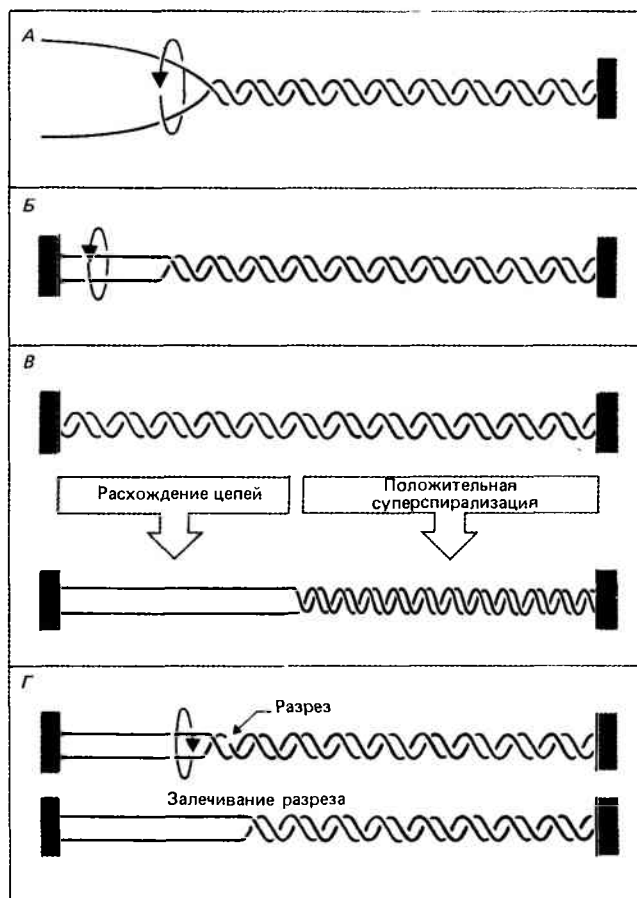 А
Б
В
Расхождение цепей
Положительная
суперспирализация
Г
Разрез
Залечивание разреза